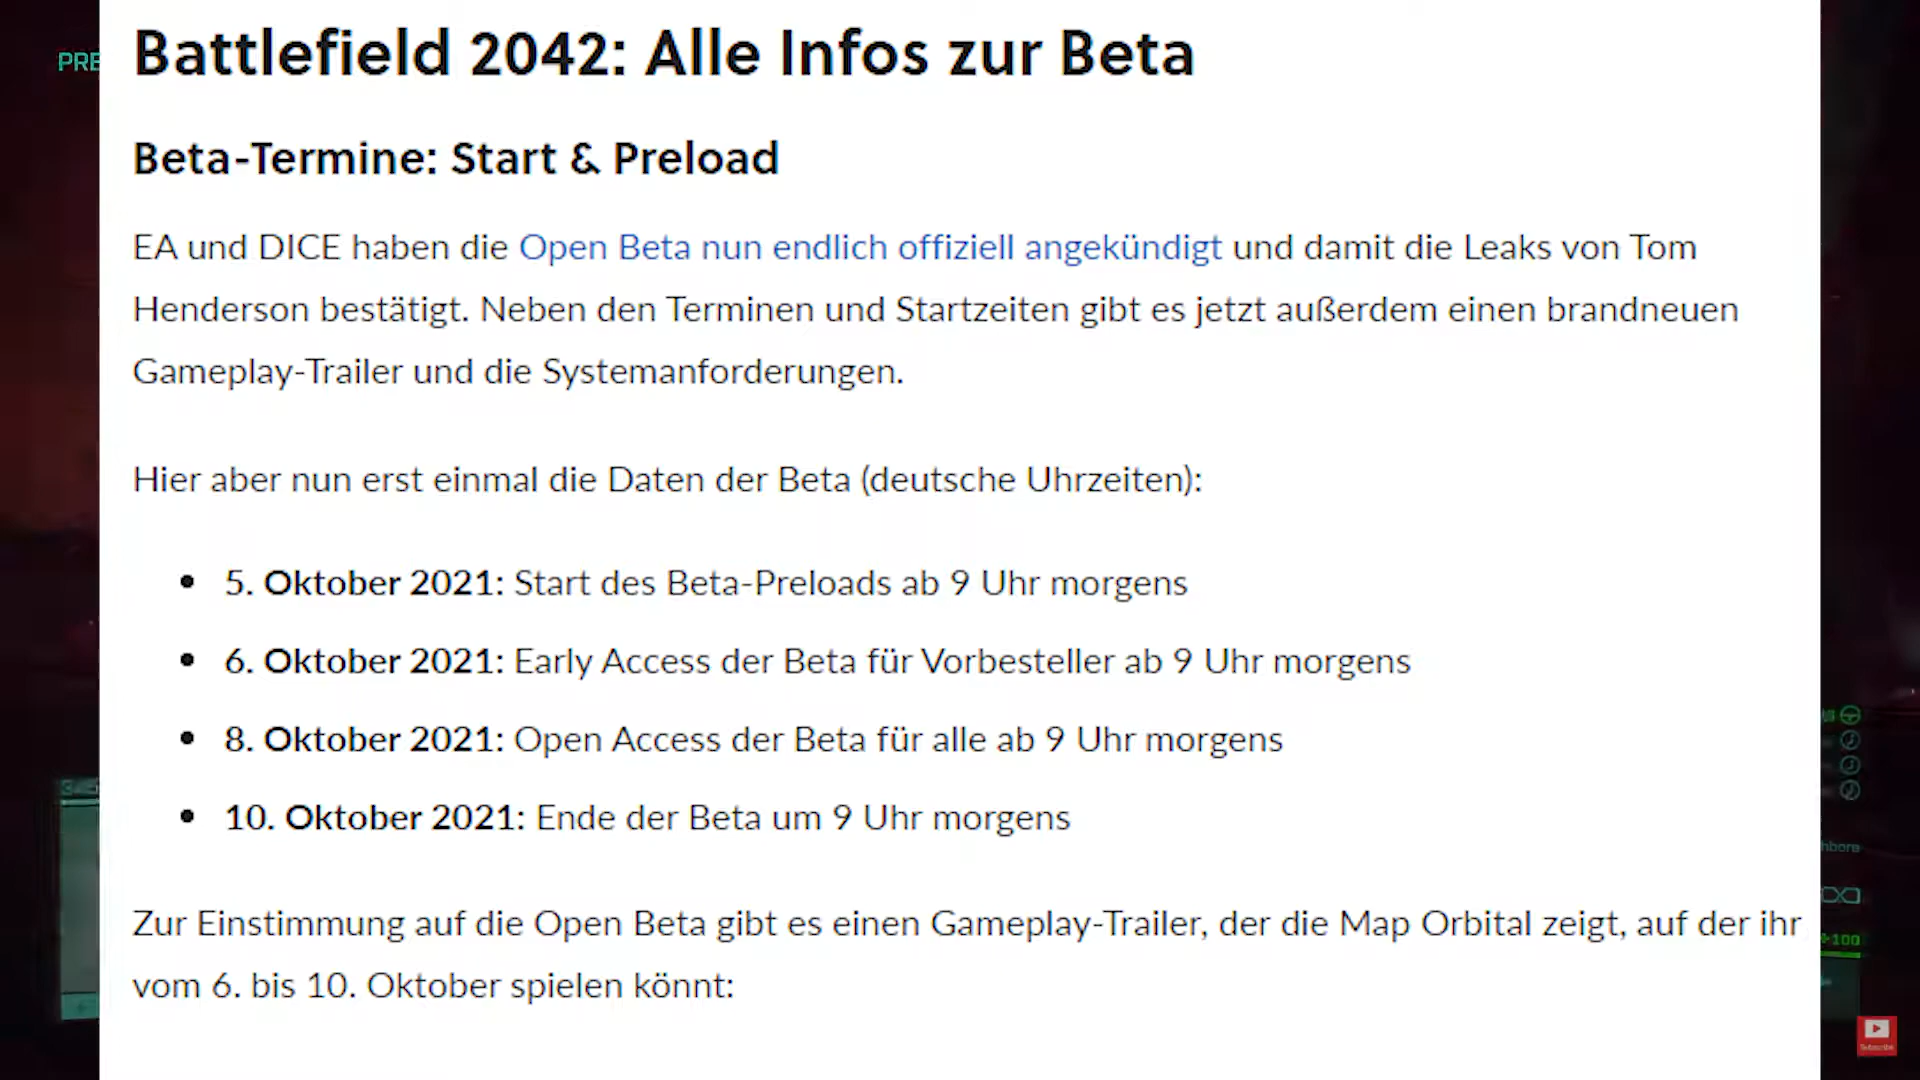 Battlefield 2042: Alle Infos zur Beta
PRE
Beta-Termine: Start & Preload
EA und DICE haben die Open Beta nun endlich offiziell angekündigt und damit die Leaks von Tom
Henderson bestätigt. Neben den Terminen und Startzeiten gibt es jetzt außerdem einen brandneuen
Gameplay-Trailer und die Systemanforderungen.
Hier aber nun erst einmal die Daten der Beta (deutsche Uhrzeiten):
• 5. Oktober 2021: Start des Beta-Preloads ab 9 Uhr morgens
• 6. Oktober 2021: Early Access der Beta für Vorbesteller ab 9 Uhr morgens
• 8. Oktober 2021: Open Access der Beta für alle ab 9 Uhr morgens
• 10. Oktober 2021: Ende der Beta um 9 Uhr morgens
hbore
Zur Einstimmung auf die Open Beta gibt es einen Gameplay-Trailer, der die Map Orbital zeigt, auf der ihr
100
vom 6. bis 10. Oktober spielen könnt: